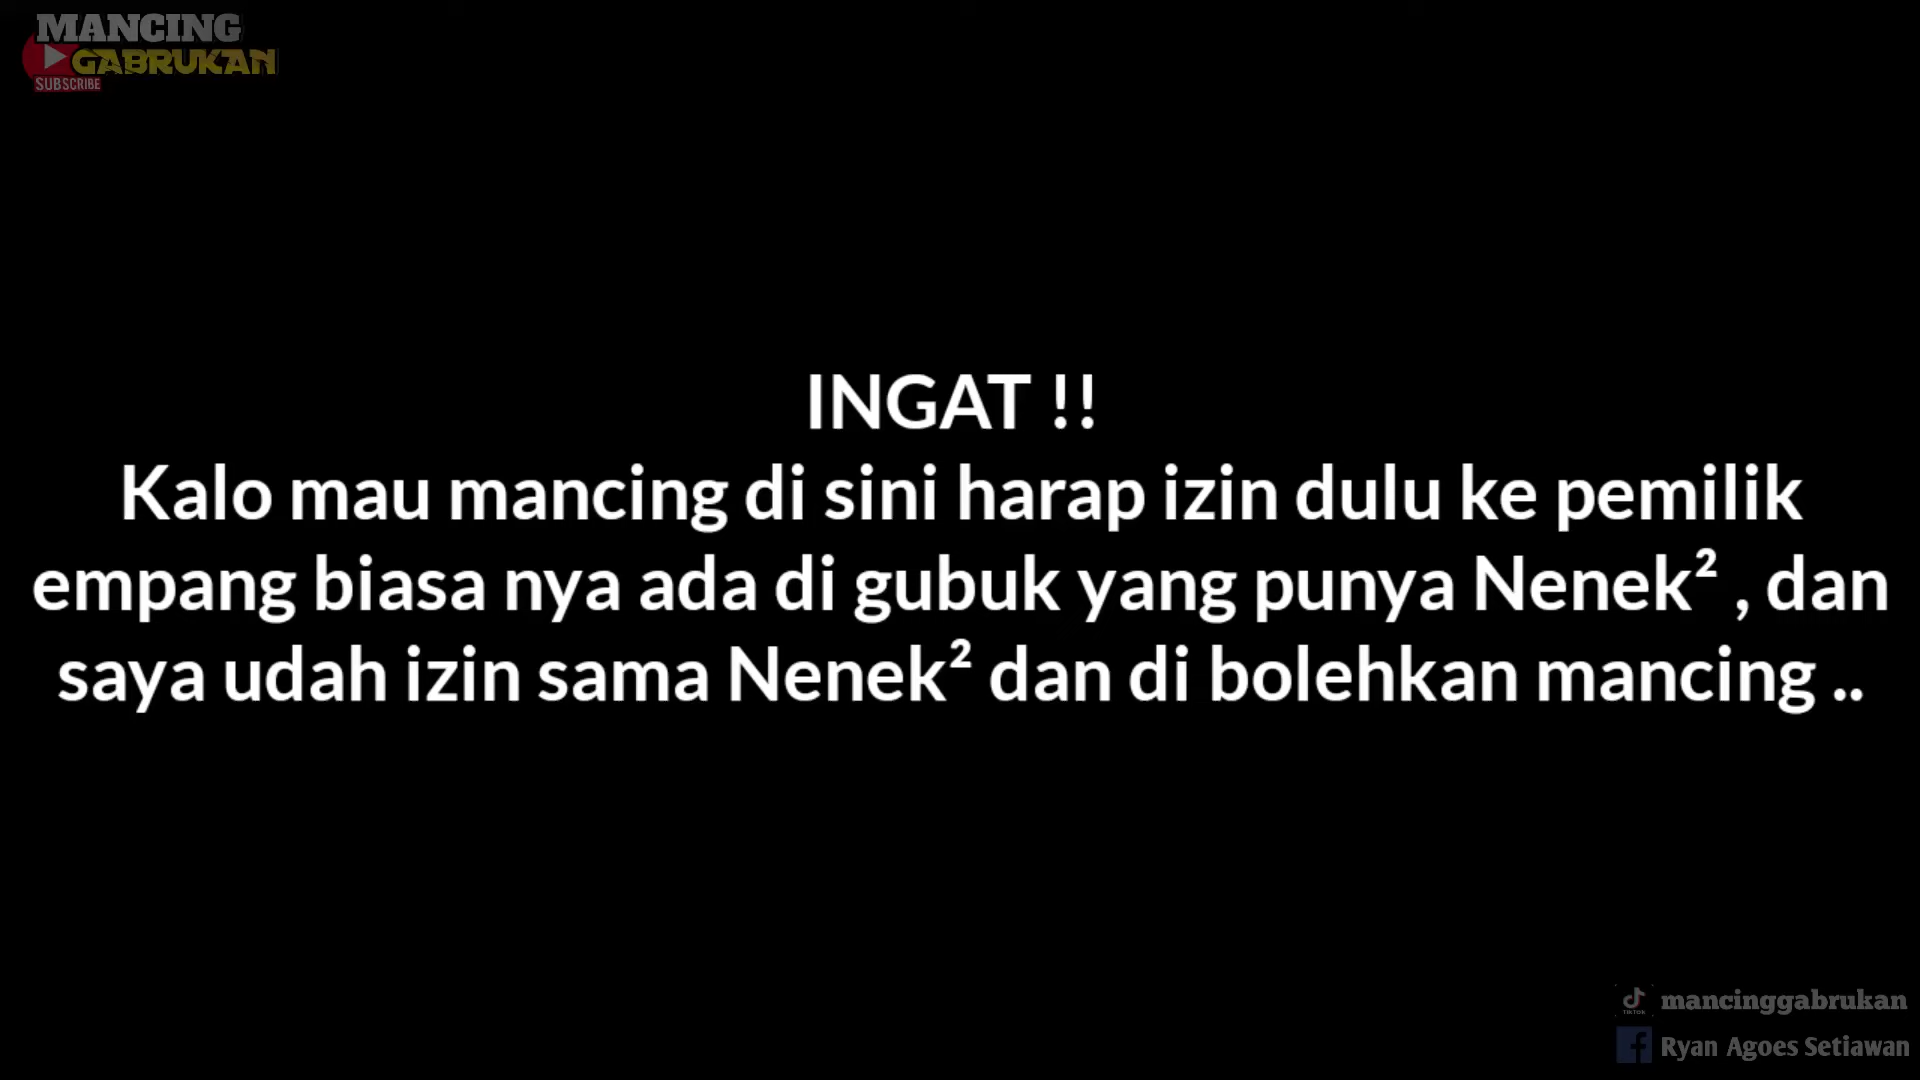 MANCING
GABRUKAN
SUBSCRIBE
INGAT !!
Kalo mau mancing di sini harap izin dulu ke pemilik
empang biasa nya ada di gubuk yang punya Nenek² , dan
saya udah izin sama Nenek² dan di bolehkan mancing ..
TikTok
mancinggabrukan
Ryan Agoes Setiawan